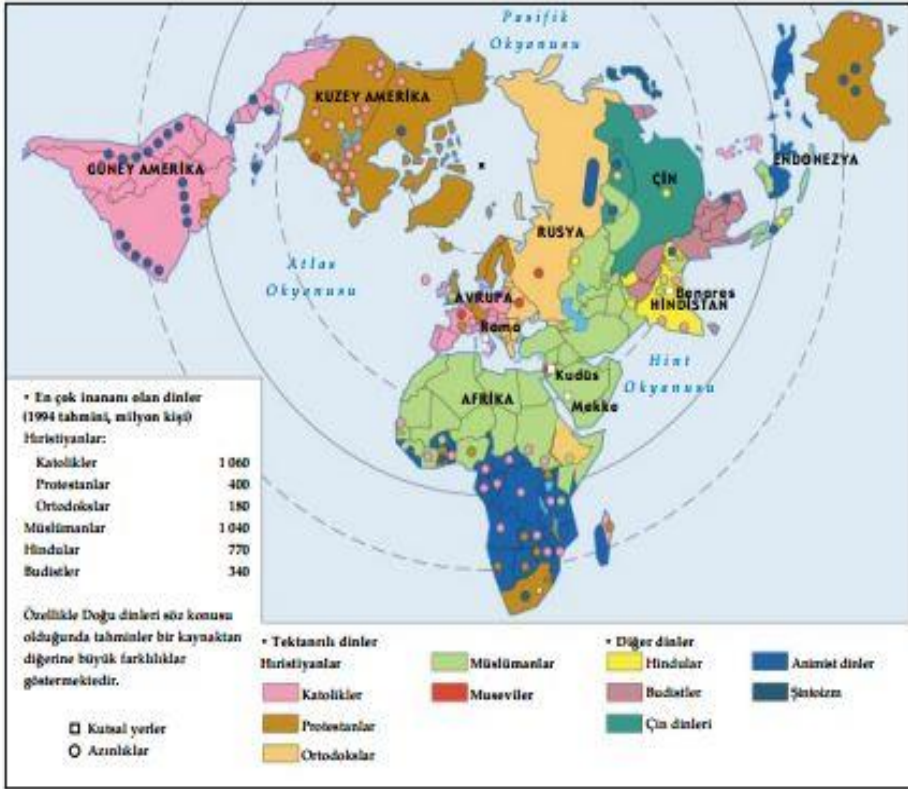 Pasifik
Okyanusu
KUZEY AMERİKA
GÜNEY AMERİKA
ENDONEZYA
ÇİN
RUSYA
Atlas
Okyanusu
AVRUPA
Roma
Benares
HİNDİSTAN
Hint
Okyanusu
Kudüs
Mekke
AFRİKA
• En çok inananı olan dinler
(1994 tahmini, milyon kişi)
Hıristiyanlar:
Katolikler 1 060
Protestanlar 400
Ortodokslar 180
Müslümanlar 1 040
Hindular 770
Budistler 340
Özellikle Doğu dinleri söz konusu
olduğunda tahminler bir kaynaktan
diğerine büyük farklılıklar
göstermektedir.
Kutsal yerler
Azınlıklar
• Tektanrılı dinler
Hıristiyanlar
Katolikler
Protestanlar
Ortodokslar
Müslümanlar
Museviler
• Diğer dinler
Hindular
Budistler
Çin dinleri
Animist dinler
Şintoizm